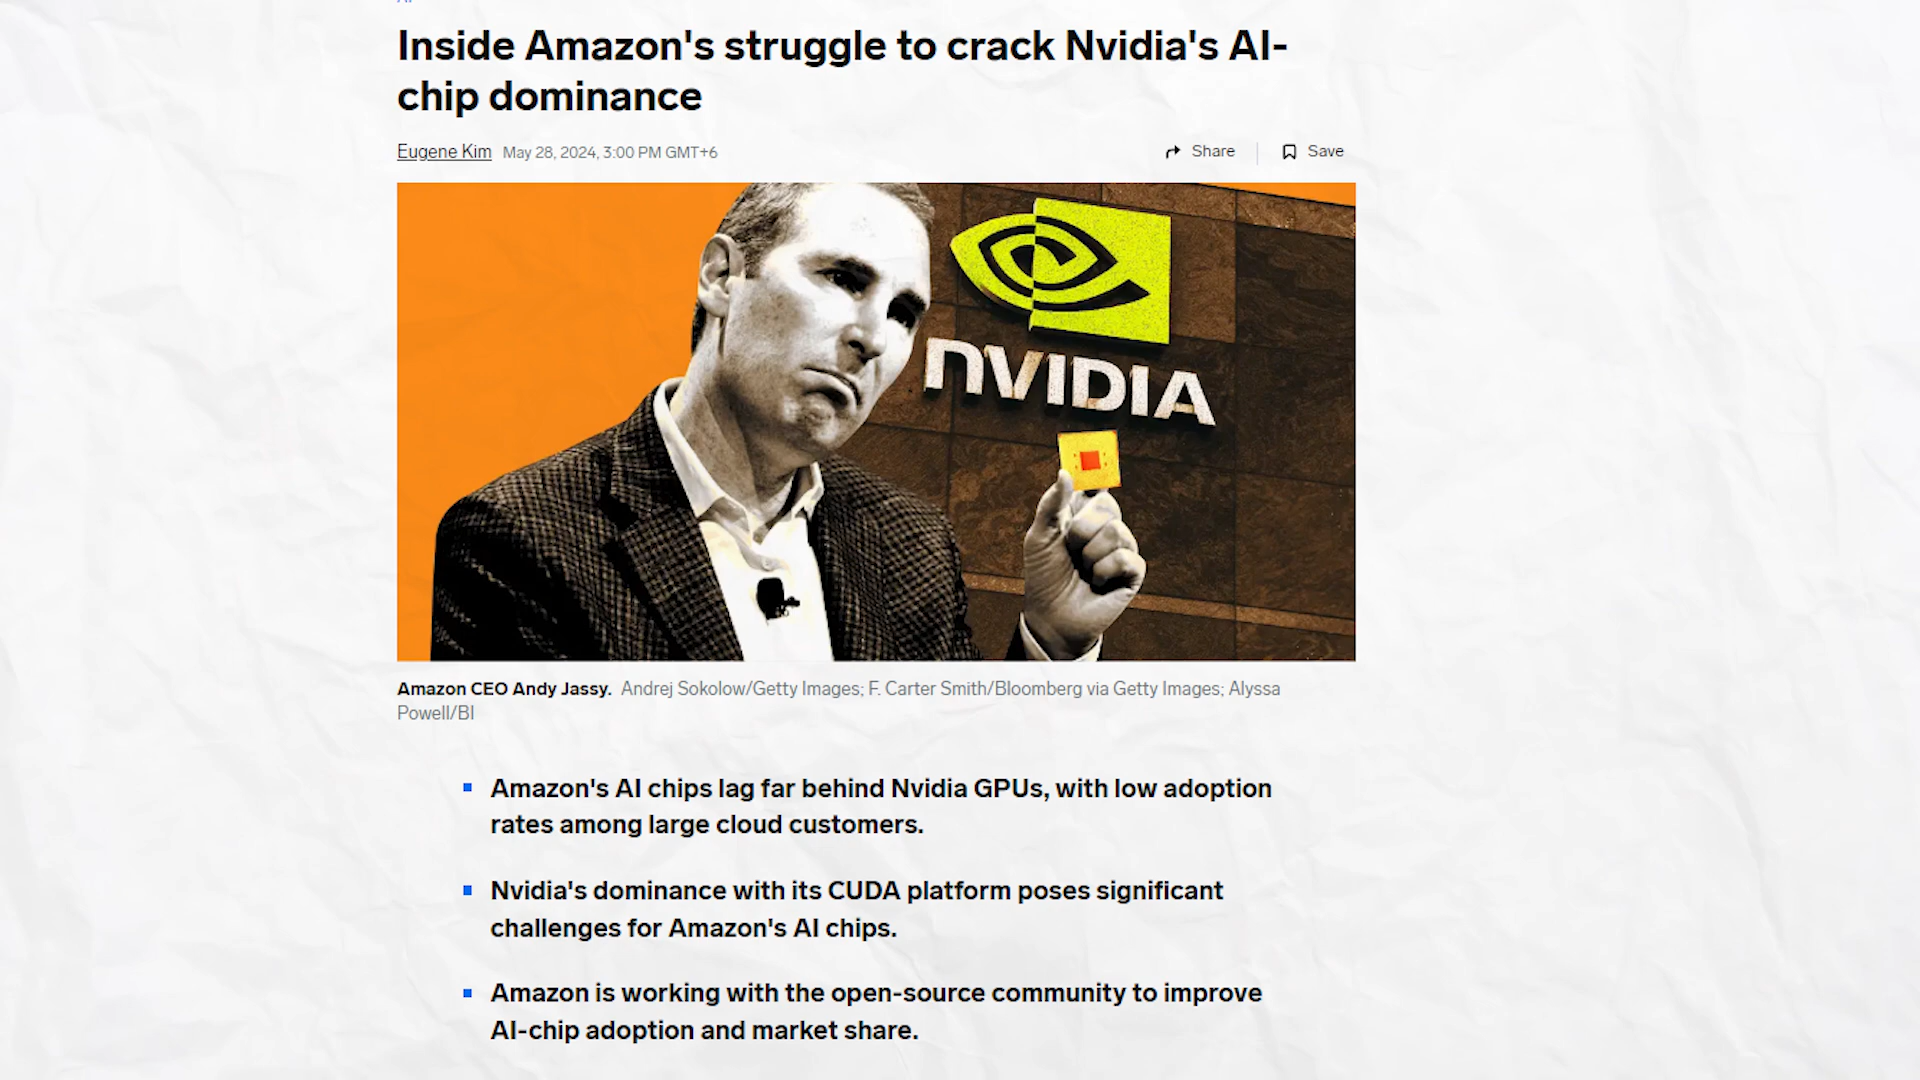 Inside Amazon's struggle to crack Nvidia's AI-
chip dominance
Eugene Kim May 28, 2024, 3:00 PM GMT+6
Share
Save
NVIDIA
Amazon CEO Andy Jassy. Andrej Sokolow/Getty Images; F. Carter Smith/Bloomberg via Getty Images; Alyssa
Powell/BI
Amazon's AI chips lag far behind Nvidia GPUs, with low adoption
rates among large cloud customers.
Nvidia's dominance with its CUDA platform poses significant
challenges for Amazon's AI chips.
Amazon is working with the open-source community to improve
AI-chip adoption and market share.